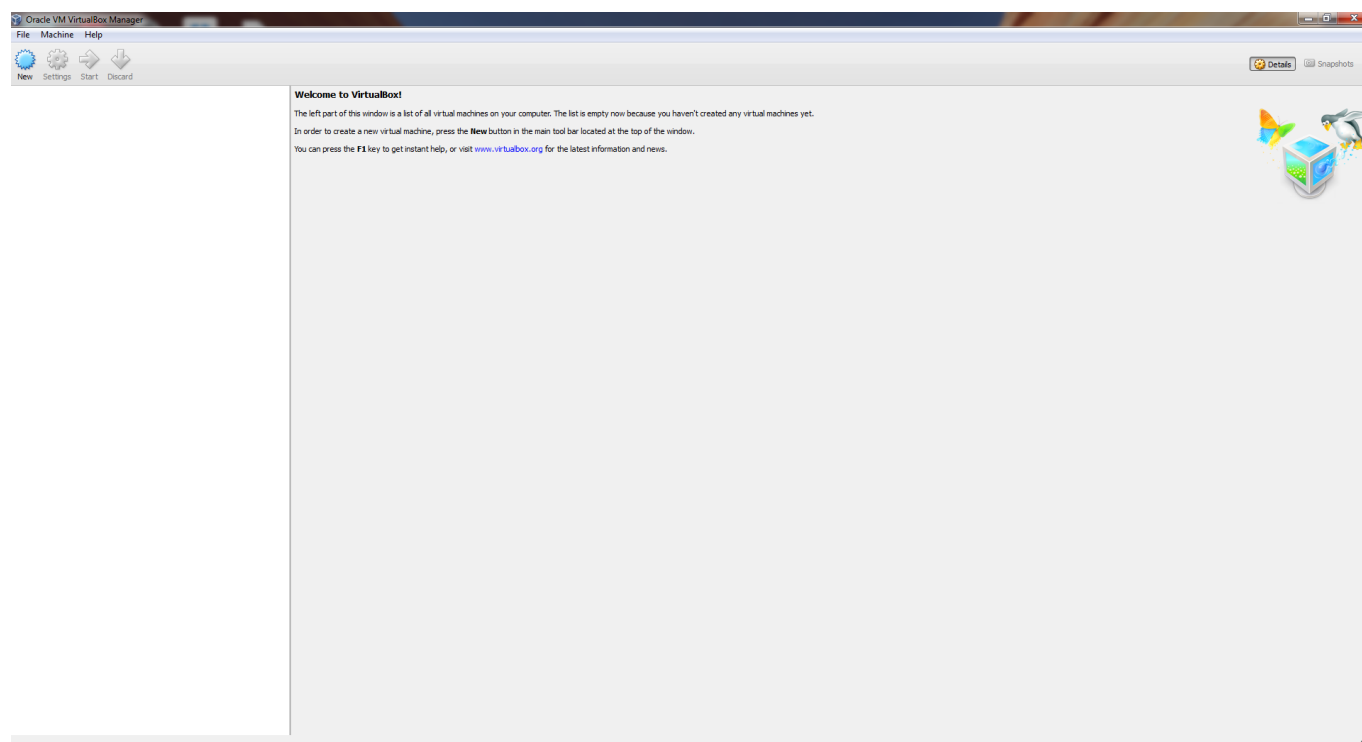 Oracle VM VirtualBox Manager
File Machine Help
New Settings Start Discard
Details Snapshots
Welcome to VirtualBox!
The left part of this window is a list of all virtual machines on your computer. The list is empty now because you haven't created any virtual machines yet.
In order to create a new virtual machine, press the New button in the main tool bar located at the top of the window.
You can press the F1 key to get instant help, or visit www.virtualbox.org for the latest information and news.